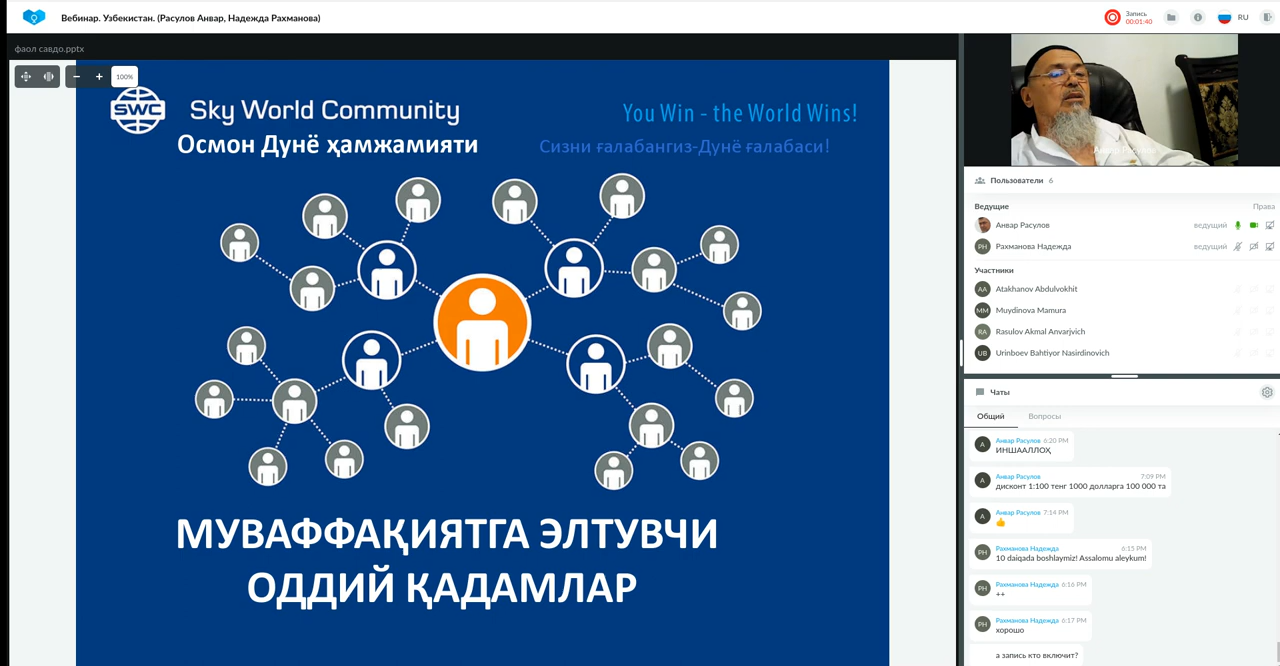 Вебинар. Узбекистан. (Расулов Анвар, Надежда Рахманова)
Запись
00:01:40
RU
фаол савдо.pptx
100%
SWC
Sky World Community
You Win - the World Wins!
Осмон Дунё ҳамжамияти
Сизни ғалабангиз-Дунё ғалабаси!
МУВАФФАҚИЯТГА ЭЛТУВЧИ
ОДДИЙ ҚАДАМЛАР
Пользователи 6
Ведущие
Права
Анвар Расулов
ведущий
РН
Рахманова Надежда
ведущий
Участники
AA
Atakhanov Abdulvokhit
MM
Muydinova Mamura
RA
Rasulov Akmal Anvarjvich
UB
Urinboev Bahtiyor Nasirdinovich
Чаты
Общий
Вопросы
А
Анвар Расулов 6:20 PM
ИНШААЛЛОҲ
А
Анвар Расулов 7:09 PM
дисконт 1:100 тенг 1000 долларга 100 000 та
А
Анвар Расулов 7:14 PM
👍
РН
Рахманова Надежда 6:15 PM
10 daiqada boshlaymiz! Assalomu aleykum!
РН
Рахманова Надежда 6:16 PM
++
РН
Рахманова Надежда 6:17 PM
хорошо
а запись кто включит?